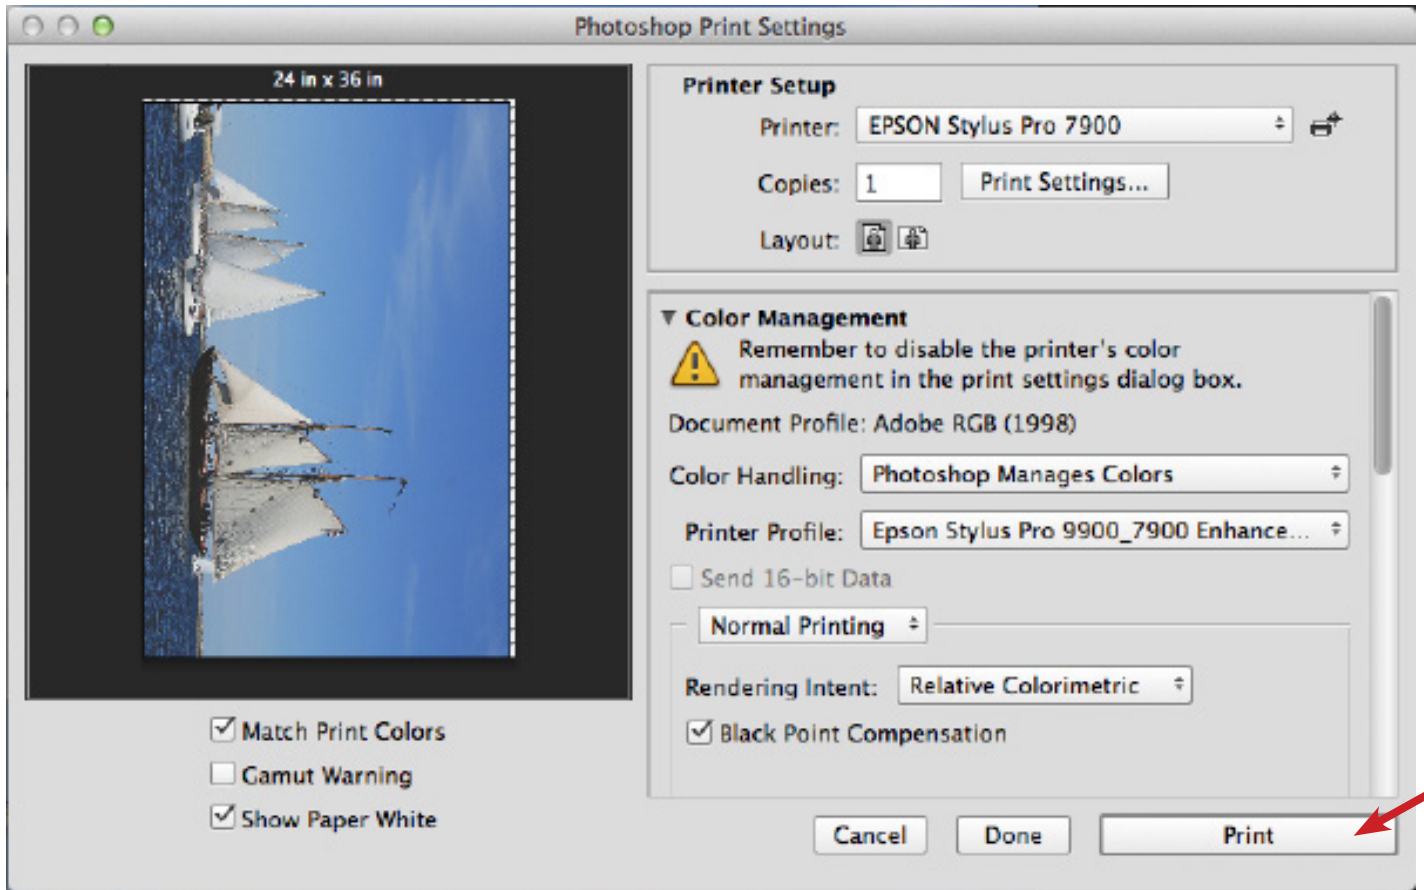 Photoshop Print Settings
24 in x 36 in
Printer Setup
Printer: EPSON Stylus Pro 7900
Copies: 1 Print Settings...
Layout:
Color Management
Remember to disable the printer's color
management in the print settings dialog box.
Document Profile: Adobe RGB (1998)
Color Handling: Photoshop Manages Colors
Printer Profile: Epson Stylus Pro 9900_7900 Enhance...
Send 16-bit Data
Normal Printing
Rendering Intent: Relative Colorimetric
Black Point Compensation
Match Print Colors
Gamut Warning
Show Paper White
Cancel Done Print